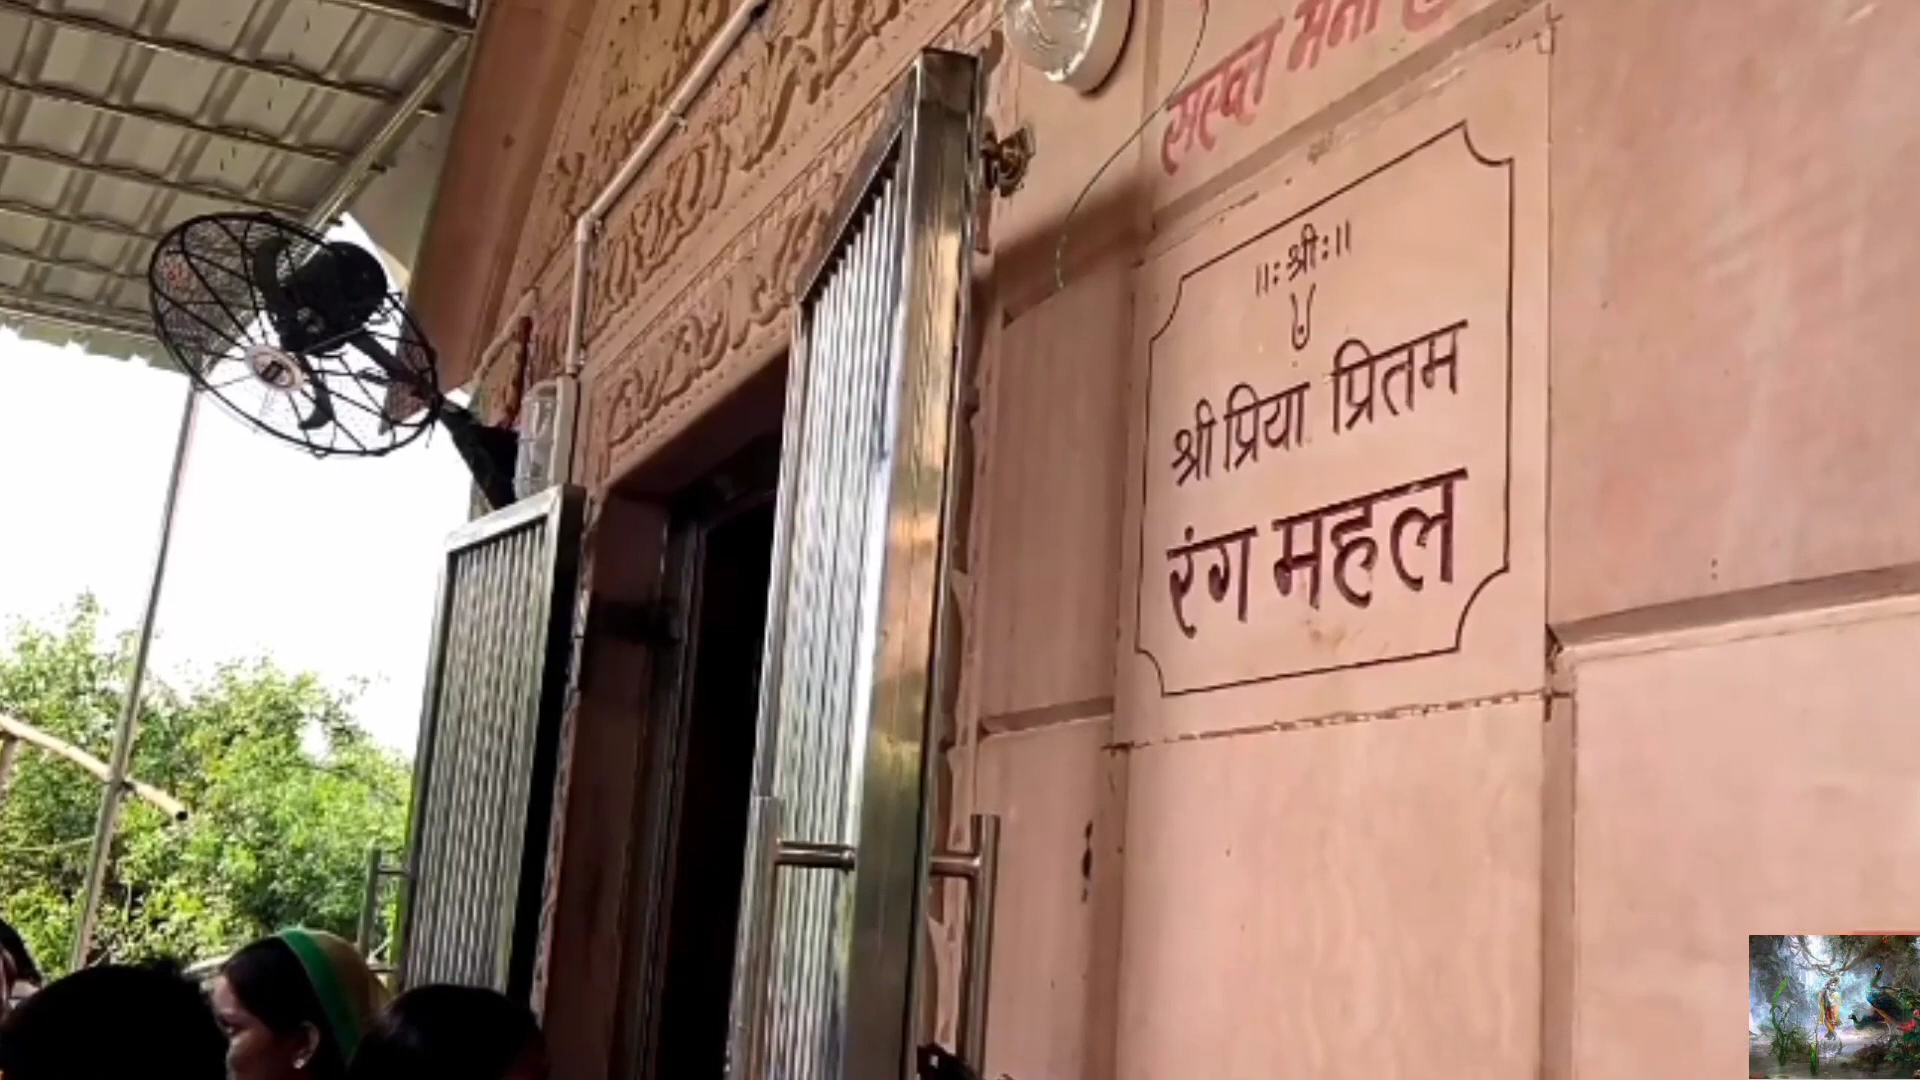 ॥: श्री :॥
श्री प्रिया प्रितम
रंग महल